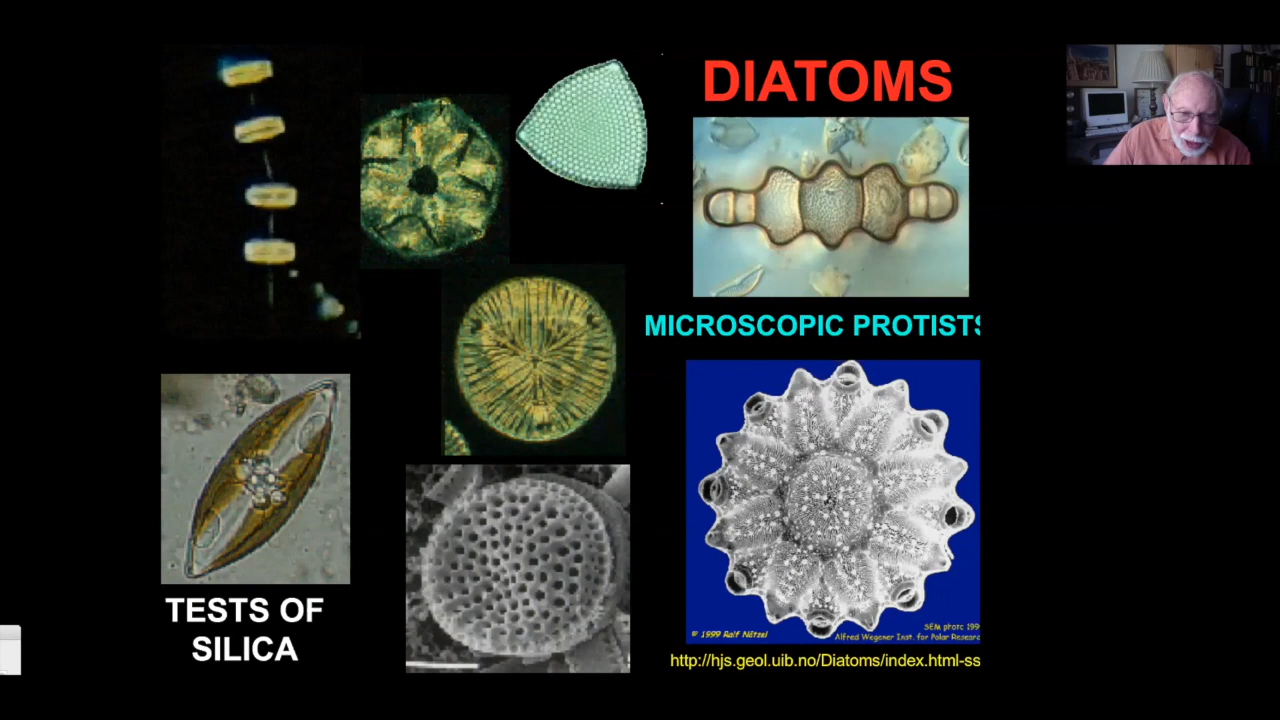 DIATOMS
MICROSCOPIC PROTISTS
TESTS OF
SILICA
© 1999 Ralf Nätzel
SEM photo 199
Alfred Wegener Inst. for Polar Resear
http://hjs.geol.uib.no/Diatoms/index.html-ss